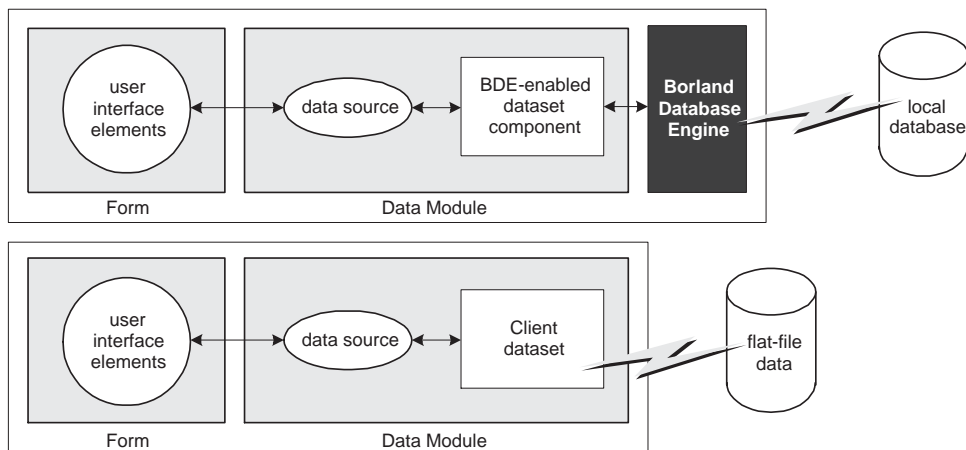 user
interface
elements
data source
BDE-enabled
dataset
component
Borland
Database
Engine
local
database
Form
Data Module
user
interface
elements
data source
Client
dataset
flat-file
data
Form
Data Module